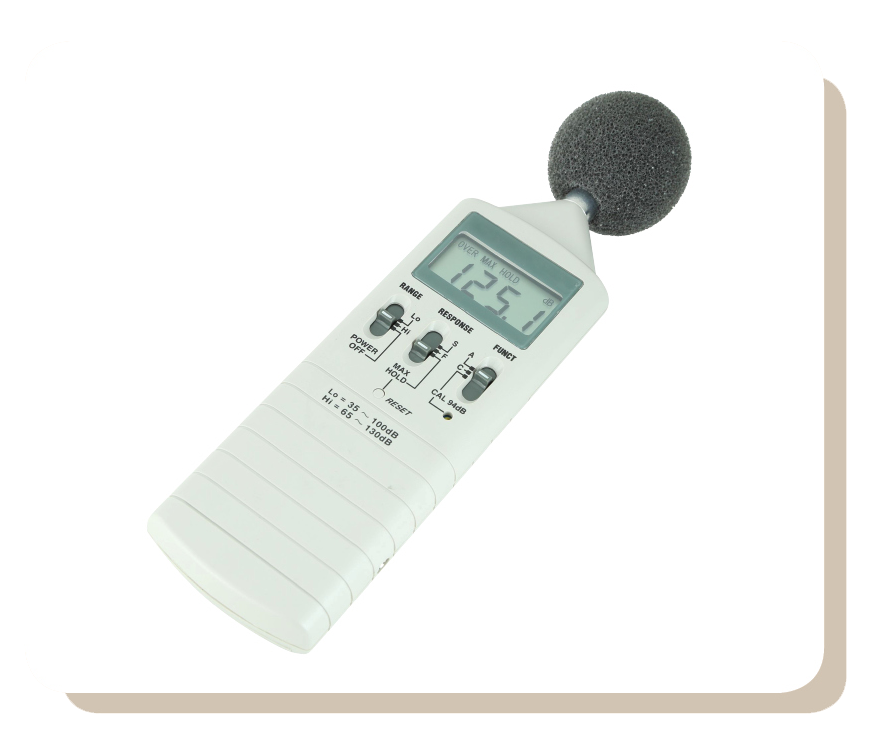 OVER MAX HOLD
dB
125.1
RANGE
Lo
Hi
POWER
OFF
RESPONSE
S
F
MAX
HOLD
RESET
FUNCT
A
C
CAL 94dB
Lo = 35 ～ 100dB
Hi = 65 ～ 130dB